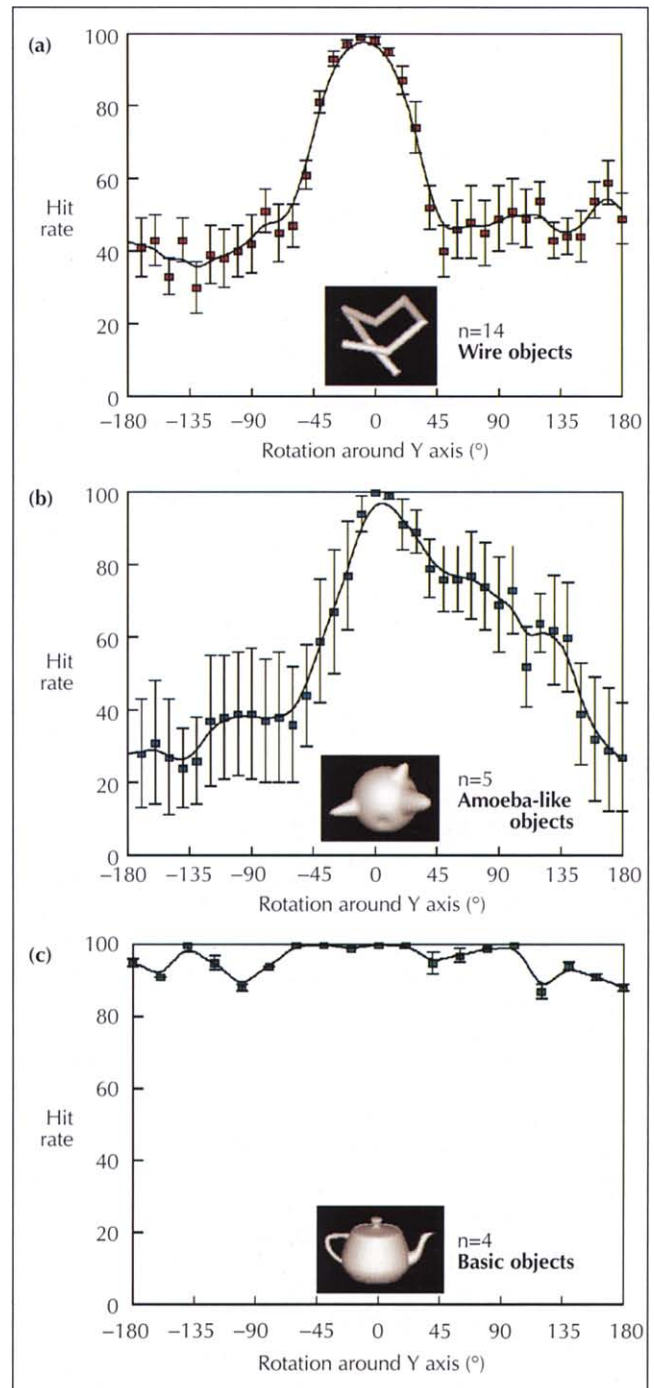 (a)
100
80
60
Hit
rate
40
20
0
n=14
Wire objects
−180 −135 −90 −45 0 45 90 135 180
Rotation around Y axis (°)
(b)
100
80
60
Hit
rate
40
20
0
n=5
Amoeba-like
objects
−180 −135 −90 −45 0 45 90 135 180
Rotation around Y axis (°)
(c)
100
80
60
Hit
rate
40
20
0
n=4
Basic objects
−180 −135 −90 −45 0 45 90 135 180
Rotation around Y axis (°)